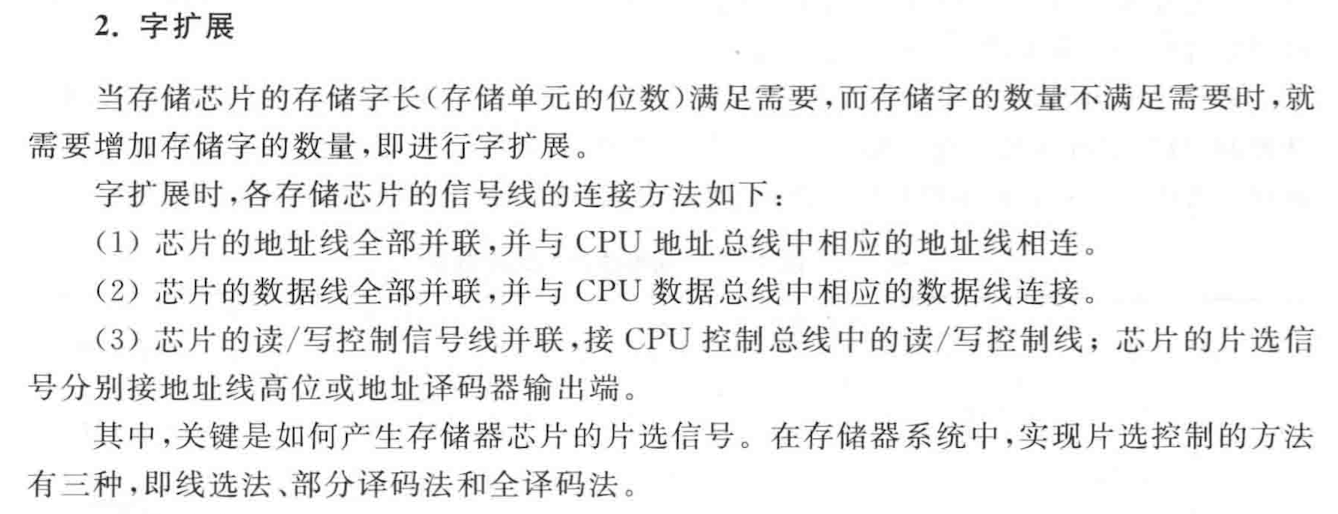 2. 字扩展
当存储芯片的存储字长(存储单元的位数)满足需要,而存储字的数量不满足需要时,就
需要增加存储字的数量,即进行字扩展。
字扩展时,各存储芯片的信号线的连接方法如下:
(1) 芯片的地址线全部并联,并与 CPU 地址总线中相应的地址线相连。
(2) 芯片的数据线全部并联,并与 CPU 数据总线中相应的数据线连接。
(3) 芯片的读/写控制信号线并联,接 CPU 控制总线中的读/写控制线; 芯片的片选信
号分别接地址线高位或地址译码器输出端。
其中,关键是如何产生存储器芯片的片选信号。在存储器系统中,实现片选控制的方法
有三种,即线选法、部分译码法和全译码法。